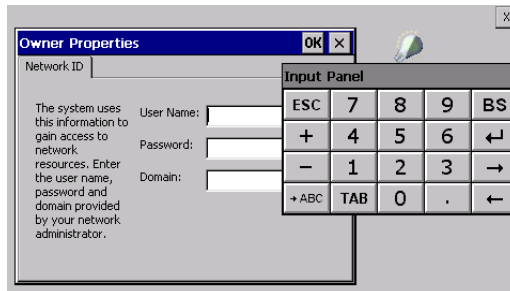 X
Owner Properties OK ×
Network ID
The system uses
this information to
gain access to
network
resources. Enter
the user name,
password and
domain provided
by your network
administrator.
User Name:
Password:
Domain:
Input Panel
ESC 7 8 9 BS
+ 4 5 6 ↵
− 1 2 3 →
→ABC TAB 0 . ←